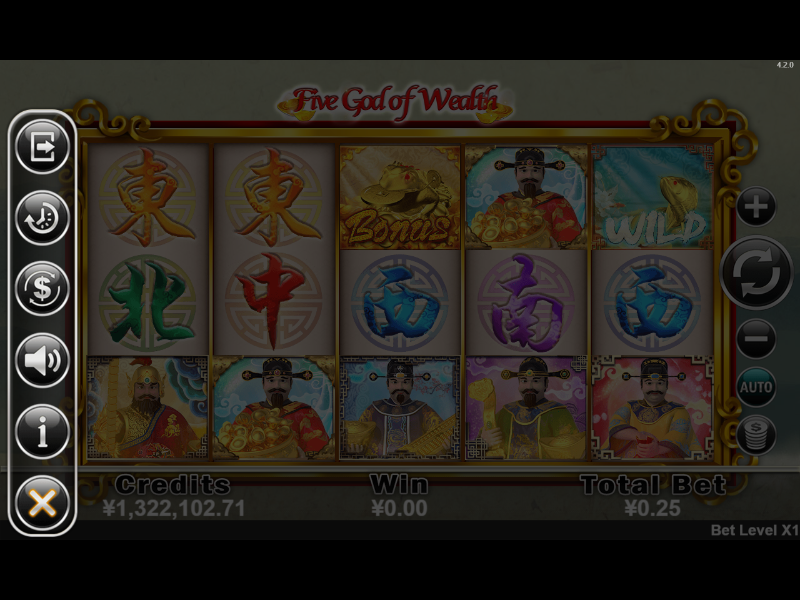 4.2.0
Five God of Wealth
東 東 Bonus WILD
北 中 西 南 西
AUTO
Credits Win Total Bet
¥1,322,102.71 ¥0.00 ¥0.25
Bet Level X1